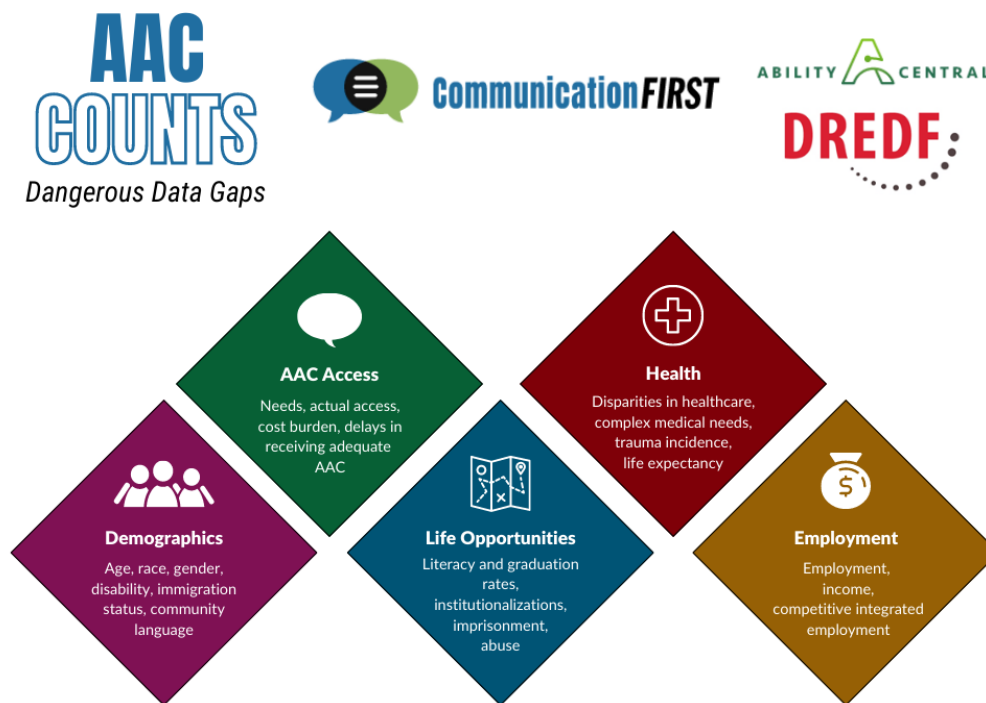 AAC
COUNTS
Dangerous Data Gaps
CommunicationFIRST
ABILITY CENTRAL
DREDF
AAC Access
Needs, actual access,
cost burden, delays in
receiving adequate
AAC
Health
Disparities in healthcare,
complex medical needs,
trauma incidence,
life expectancy
Demographics
Age, race, gender,
disability, immigration
status, community
language
Life Opportunities
Literacy and graduation
rates,
institutionalizations,
imprisonment,
abuse
$
Employment
Employment,
income,
competitive integrated
employment